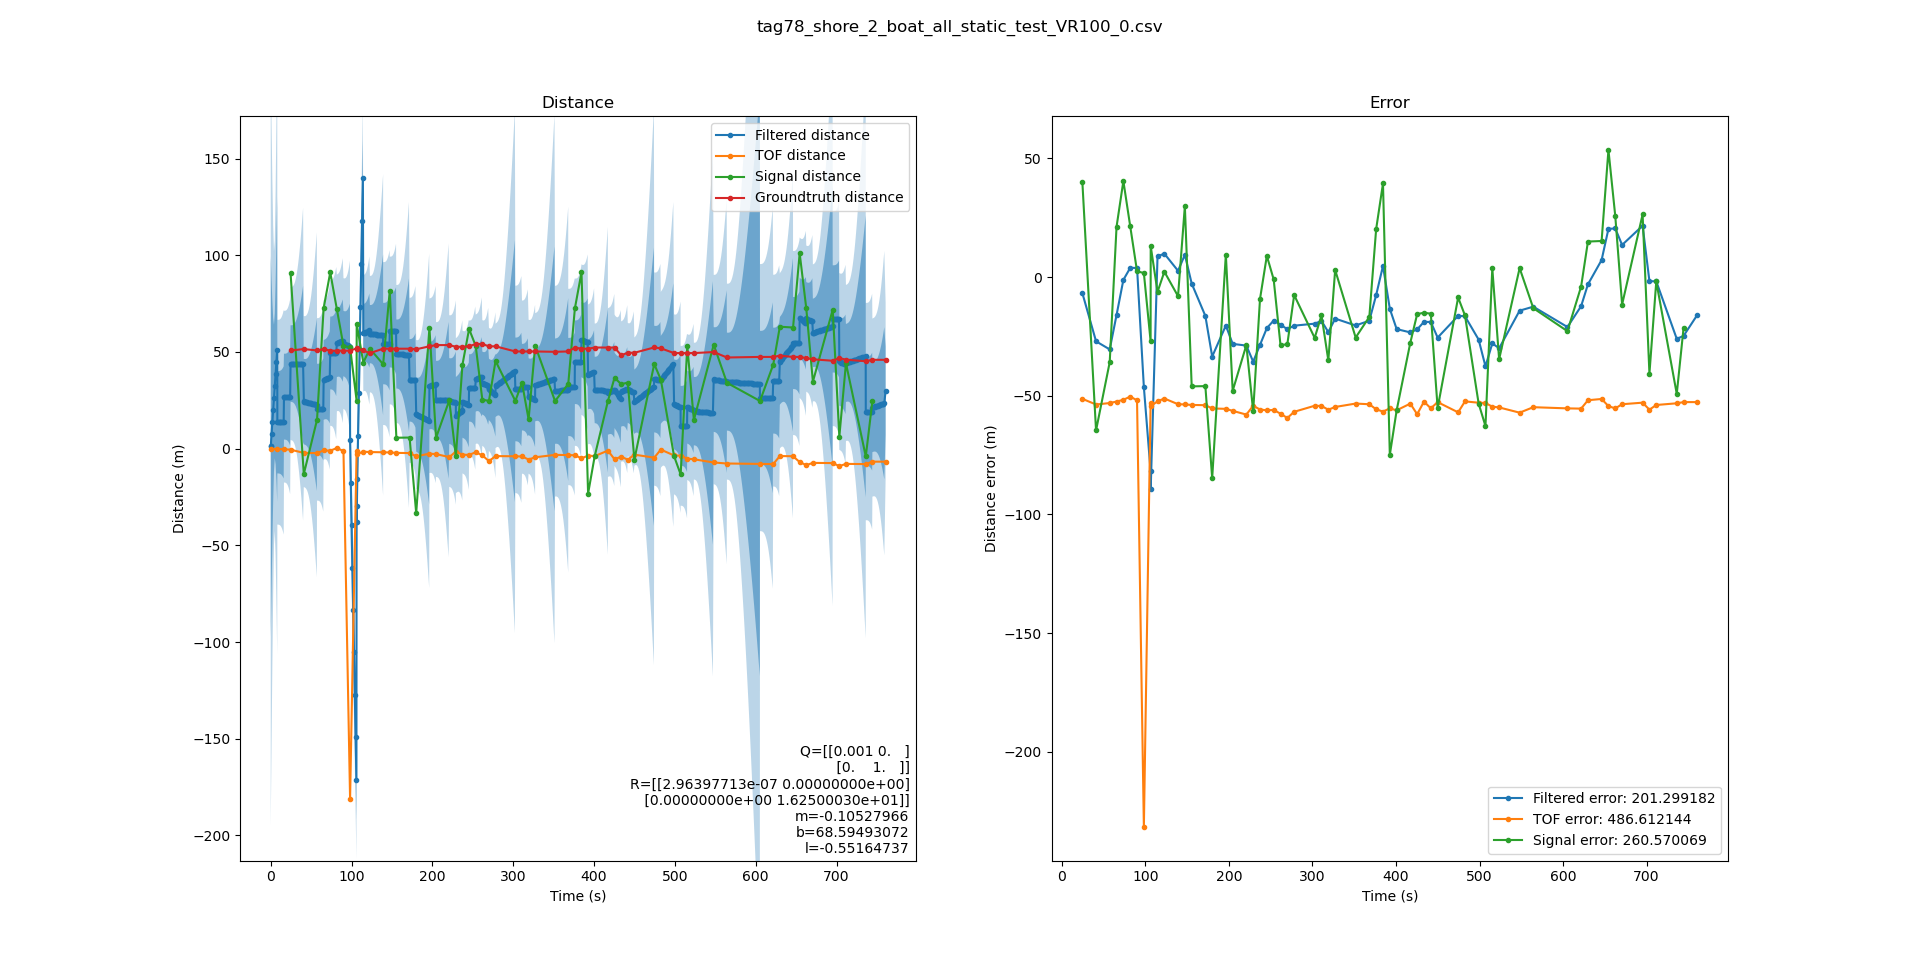 tag78_shore_2_boat_all_static_test_VR100_0.csv
Distance
Filtered distance
TOF distance
Signal distance
Groundtruth distance
150
100
50
0
−50
−100
−150
−200
Distance (m)
Q=[[0.001 0.   ]
[0.    1.   ]]
R=[[2.96397713e-07 0.00000000e+00]
[0.00000000e+00 1.62500030e+01]]
m=-0.10527966
b=68.59493072
l=-0.55164737
0 100 200 300 400 500 600 700
Time (s)
Error
50
0
−50
−100
−150
−200
Distance error (m)
Filtered error: 201.299182
TOF error: 486.612144
Signal error: 260.570069
0 100 200 300 400 500 600 700
Time (s)